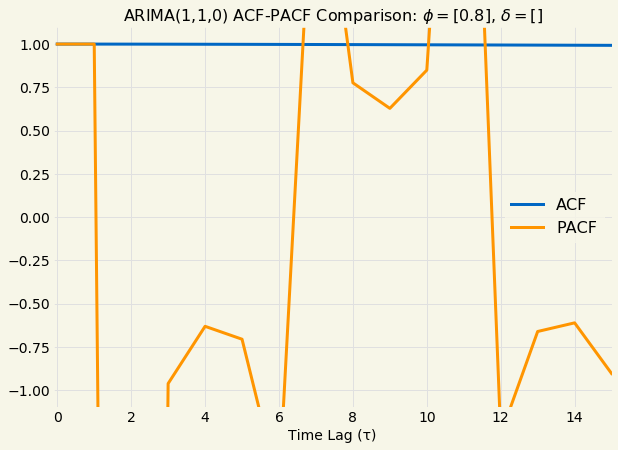 ARIMA(1,1,0) ACF-PACF Comparison: ϕ = [0.8], δ = []
1.00
0.75
0.50
0.25
0.00
−0.25
−0.50
−0.75
−1.00
ACF
PACF
0 2 4 6 8 10 12 14
Time Lag (τ)